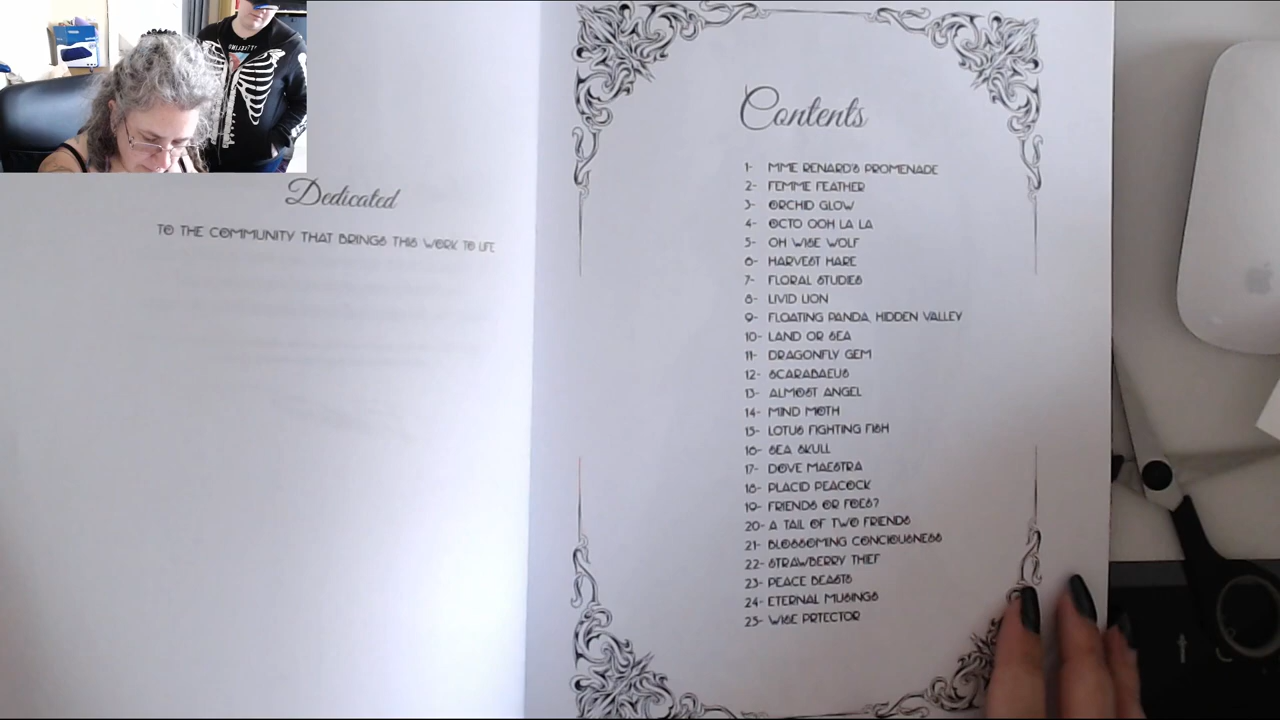 Dedicated
TO THE COMMUNITY THAT BRINGS THIS WORK TO LIFE
Contents
1- MME RENARD'S PROMENADE
2- FEMME FEATHER
3- ORCHID GLOW
4- OCTO OOH LA LA
5- OH WISE WOLF
6- HARVEST HARE
7- FLORAL STUDIES
8- LIVID LION
9- FLOATING PANDA, HIDDEN VALLEY
10- LAND OR SEA
11- DRAGONFLY GEM
12- SCARABAEUS
13- ALMOST ANGEL
14- MIND MOTH
15- LOTUS FIGHTING FISH
16- SEA SKULL
17- DOVE MAESTRA
18- PLACID PEACOCK
19- FRIENDS OR FOES?
20- A TAIL OF TWO FRIENDS
21- BLOSSOMING CONCIOUSNESS
22- STRAWBERRY THIEF
23- PEACE BEASTS
24- ETERNAL MUSINGS
25- WISE PRTECTOR